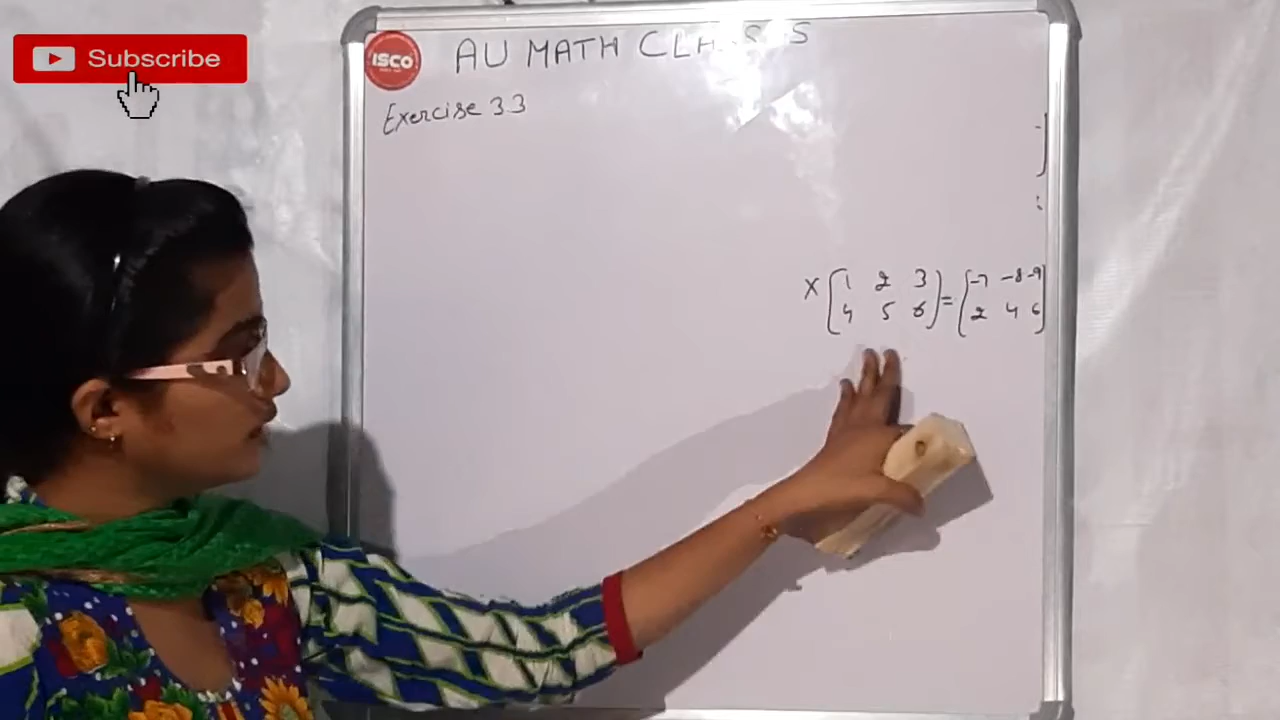 Subscribe
ISCO
AU MATH CLASSES
Exercise 3.3
X [1 2 3 = [-7 -8 -9]
4 5 6] 2 4 6]